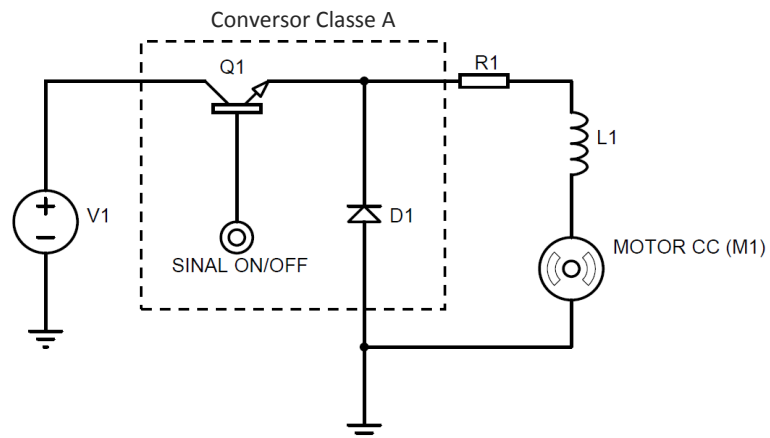 Conversor Classe A
Q1
R1
L1
V1
D1
SINAL ON/OFF
MOTOR CC (M1)